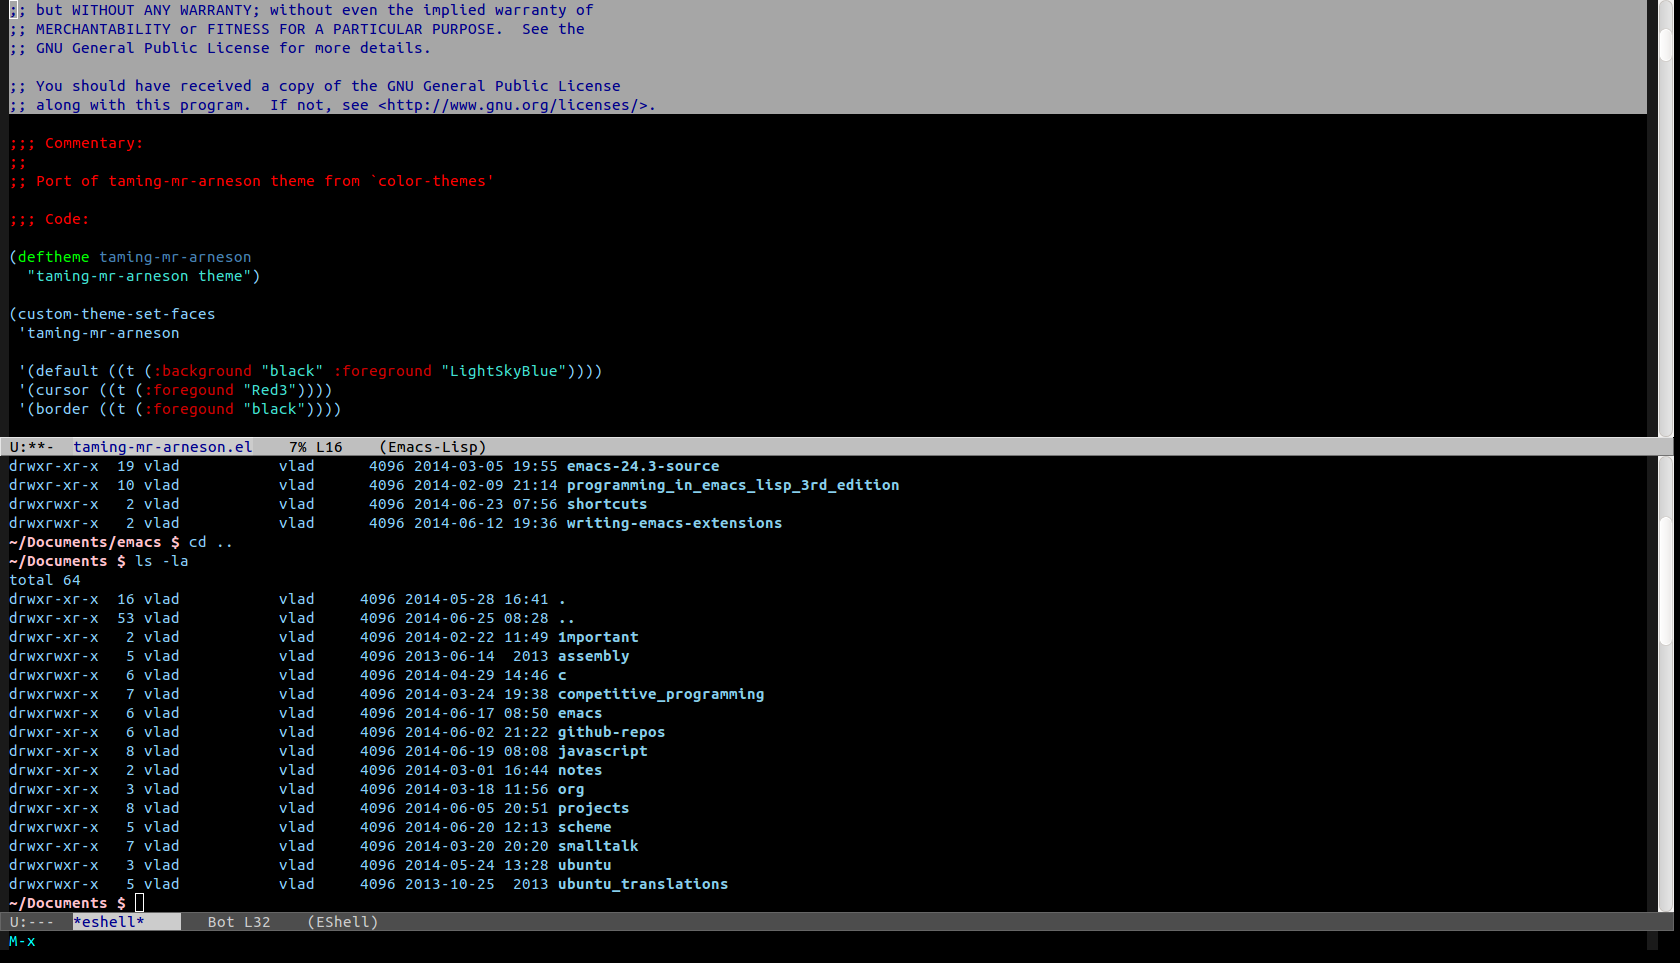 ;; but WITHOUT ANY WARRANTY; without even the implied warranty of
;; MERCHANTABILITY or FITNESS FOR A PARTICULAR PURPOSE.  See the
;; GNU General Public License for more details.

;; You should have received a copy of the GNU General Public License
;; along with this program.  If not, see <http://www.gnu.org/licenses/>.

;;; Commentary:
;;
;; Port of taming-mr-arneson theme from `color-themes'

;;; Code:

(deftheme taming-mr-arneson
  "taming-mr-arneson theme")

(custom-theme-set-faces
 'taming-mr-arneson

 '(default ((t (:background "black" :foreground "LightSkyBlue"))))
 '(cursor ((t (:foregound "Red3"))))
 '(border ((t (:foregound "black"))))

U:**-  taming-mr-arneson.el    7% L16    (Emacs-Lisp)
drwxr-xr-x  19 vlad           vlad      4096 2014-03-05 19:55 emacs-24.3-source
drwxr-xr-x  10 vlad           vlad      4096 2014-02-09 21:14 programming_in_emacs_lisp_3rd_edition
drwxrwxr-x   2 vlad           vlad      4096 2014-06-23 07:56 shortcuts
drwxrwxr-x   2 vlad           vlad      4096 2014-06-12 19:36 writing-emacs-extensions
~/Documents/emacs $ cd ..
~/Documents $ ls -la
total 64
drwxr-xr-x  16 vlad           vlad     4096 2014-05-28 16:41 .
drwxr-xr-x  53 vlad           vlad     4096 2014-06-25 08:28 ..
drwxr-xr-x   2 vlad           vlad     4096 2014-02-22 11:49 1mportant
drwxrwxr-x   5 vlad           vlad     4096 2013-06-14  2013 assembly
drwxrwxr-x   6 vlad           vlad     4096 2014-04-29 14:46 c
drwxrwxr-x   7 vlad           vlad     4096 2014-03-24 19:38 competitive_programming
drwxrwxr-x   6 vlad           vlad     4096 2014-06-17 08:50 emacs
drwxrwxr-x   6 vlad           vlad     4096 2014-06-02 21:22 github-repos
drwxr-xr-x   8 vlad           vlad     4096 2014-06-19 08:08 javascript
drwxr-xr-x   2 vlad           vlad     4096 2014-03-01 16:44 notes
drwxr-xr-x   3 vlad           vlad     4096 2014-03-18 11:56 org
drwxrwxr-x   8 vlad           vlad     4096 2014-06-05 20:51 projects
drwxrwxr-x   5 vlad           vlad     4096 2014-06-20 12:13 scheme
drwxrwxr-x   7 vlad           vlad     4096 2014-03-20 20:20 smalltalk
drwxrwxr-x   3 vlad           vlad     4096 2014-05-24 13:28 ubuntu
drwxrwxr-x   5 vlad           vlad     4096 2013-10-25  2013 ubuntu_translations
~/Documents $
U:---  *eshell*       Bot L32    (EShell)
M-x